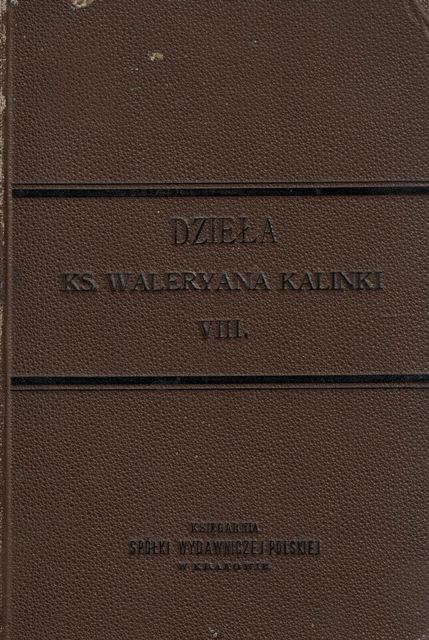 DZIEŁA
KS. WALERYANA KALINKI
VIII.
KSIĘGARNIA
SPÓŁKI WYDAWNICZEJ POLSKIEJ
W KRAKOWIE